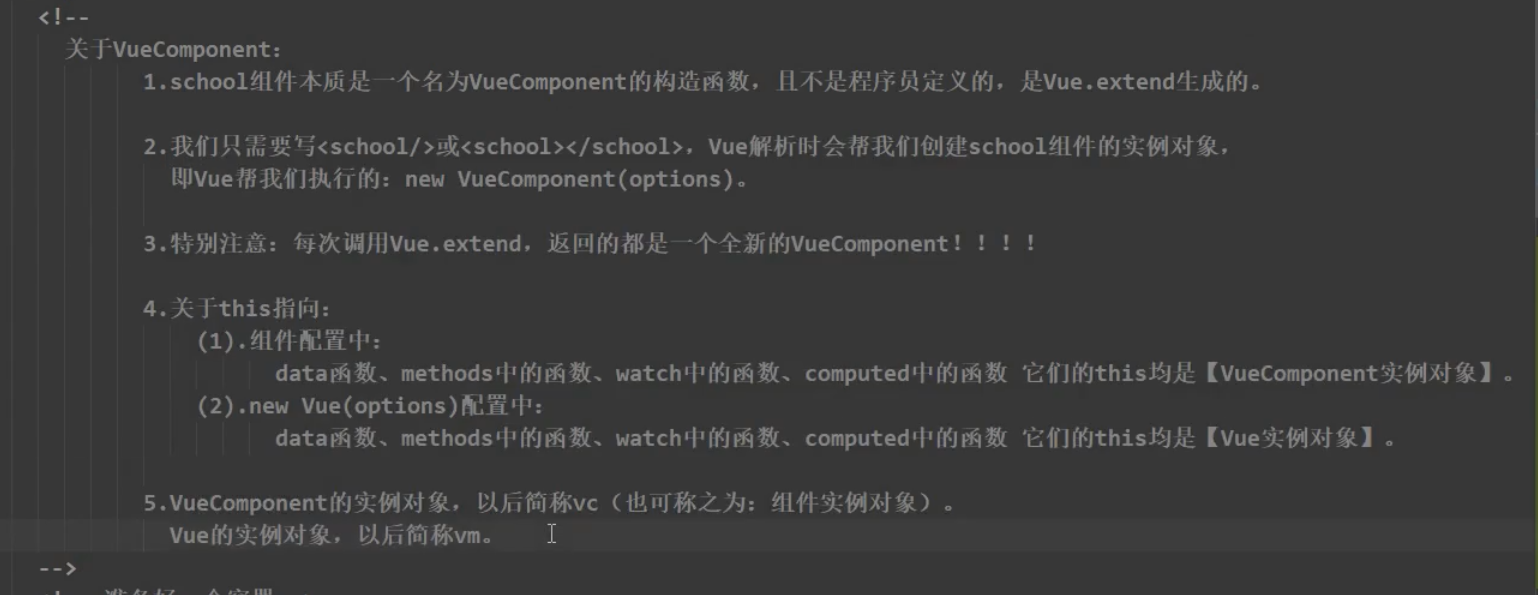 <!--
关于VueComponent：
1.school组件本质是一个名为VueComponent的构造函数，且不是程序员定义的，是Vue.extend生成的。
2.我们只需要写<school/>或<school></school>，Vue解析时会帮我们创建school组件的实例对象，
即Vue帮我们执行的：new VueComponent(options)。
3.特别注意：每次调用Vue.extend，返回的都是一个全新的VueComponent！！！！
4.关于this指向：
(1).组件配置中：
data函数、methods中的函数、watch中的函数、computed中的函数 它们的this均是【VueComponent实例对象】。
(2).new Vue(options)配置中：
data函数、methods中的函数、watch中的函数、computed中的函数 它们的this均是【Vue实例对象】。
5.VueComponent的实例对象，以后简称vc（也可称之为：组件实例对象）。
Vue的实例对象，以后简称vm。
-->